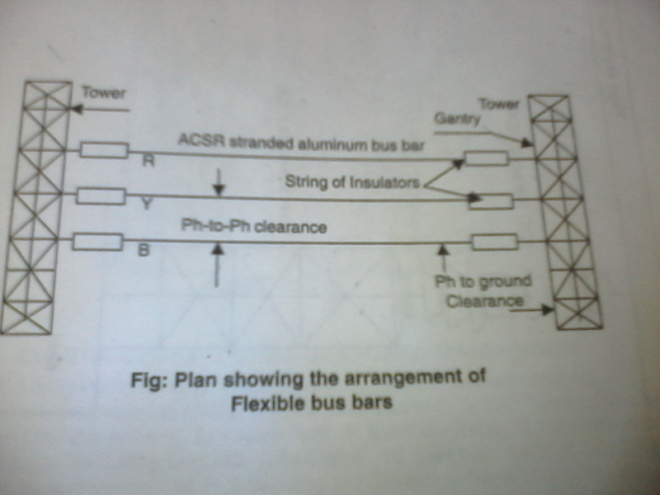 Tower
Tower
Gantry
ACSR stranded aluminum bus bar
R
String of Insulators
Y
Ph-to-Ph clearance
B
Ph to ground
Clearance
Fig: Plan showing the arrangement of
Flexible bus bars